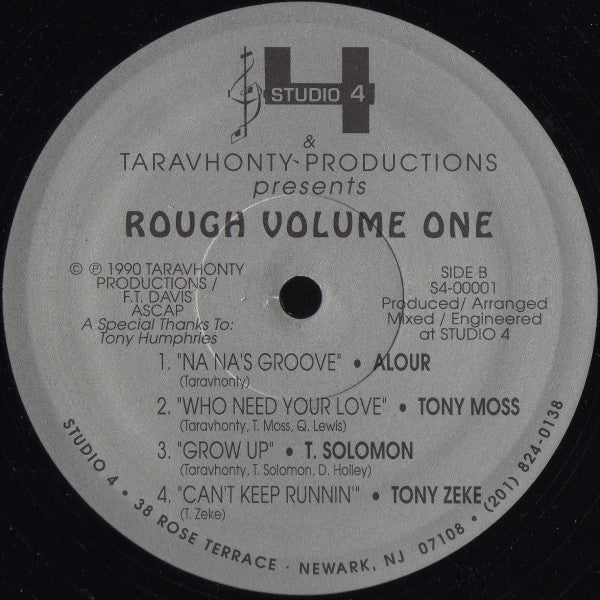 4
STUDIO 4
&
TARAVHONTY PRODUCTIONS
presents
ROUGH VOLUME ONE
© ℗ 1990 TARAVHONTY
PRODUCTIONS /
F.T. DAVIS
ASCAP
A Special Thanks To:
Tony Humphries
SIDE B
S4-00001
Produced/ Arranged
Mixed / Engineered
at STUDIO 4
1. "NA NA'S GROOVE" • ALOUR
(Taravhonty)
2. "WHO NEED YOUR LOVE" • TONY MOSS
(Taravhonty, T. Moss, Q. Lewis)
3. "GROW UP" • T. SOLOMON
(Taravhonty, T. Solomon, D. Holley)
4. "CAN'T KEEP RUNNIN'" • TONY ZEKE
(T. Zeke)
STUDIO 4 • 38 ROSE TERRACE • NEWARK, NJ 07108 • (201) 824-0138